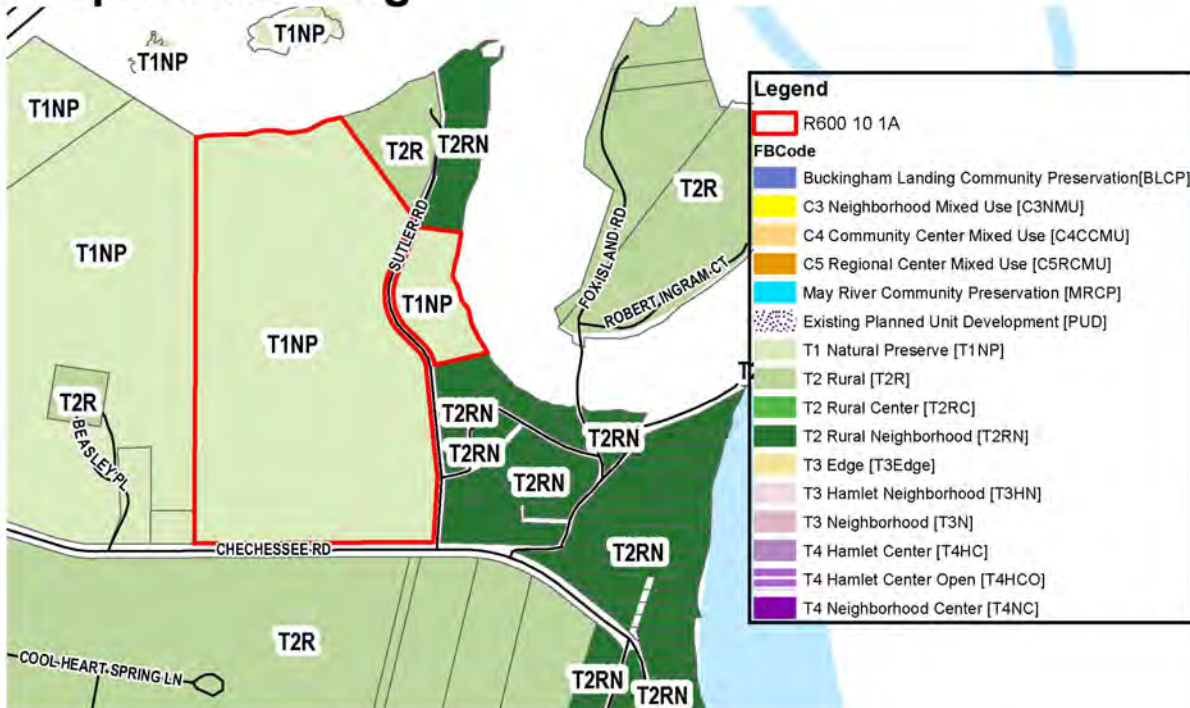 T1NP
T1NP
T1NP
T2R
T2RN
T2R
T1NP
SUTLER RD
FOX ISLAND RD
ROBERT INGRAM CT
T1NP
T1NP
T2R
BEASLEY PL
T2RN
T2RN
T2RN
T2RN
CHECHESSEE RD
T2RN
T2R
COOL HEART SPRING LN
T2RN
T2RN
Legend
R600 10 1A
FBCode
Buckingham Landing Community Preservation[BLCP]
C3 Neighborhood Mixed Use [C3NMU]
C4 Community Center Mixed Use [C4CCMU]
C5 Regional Center Mixed Use [C5RCMU]
May River Community Preservation [MRCP]
Existing Planned Unit Development [PUD]
T1 Natural Preserve [T1NP]
T2 Rural [T2R]
T2 Rural Center [T2RC]
T2 Rural Neighborhood [T2RN]
T3 Edge [T3Edge]
T3 Hamlet Neighborhood [T3HN]
T3 Neighborhood [T3N]
T4 Hamlet Center [T4HC]
T4 Hamlet Center Open [T4HCO]
T4 Neighborhood Center [T4NC]